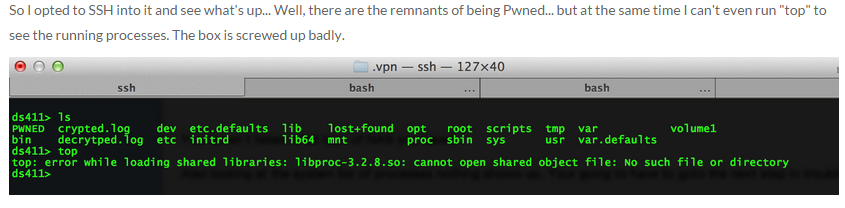 So I opted to SSH into it and see what's up... Well, there are the remnants of being Pwned... but at the same time I can't even run "top" to
see the running processes. The box is screwed up badly.
.vpn — ssh — 127×40
ssh bash ... bash ...
ds411> ls
PWNED crypted.log dev etc.defaults lib lost+found opt root scripts tmp var volume1
bin decrytped.log etc initrd lib64 mnt proc sbin sys usr var.defaults
ds411> top
top: error while loading shared libraries: libproc-3.2.8.so: cannot open shared object file: No such file or directory
ds411>